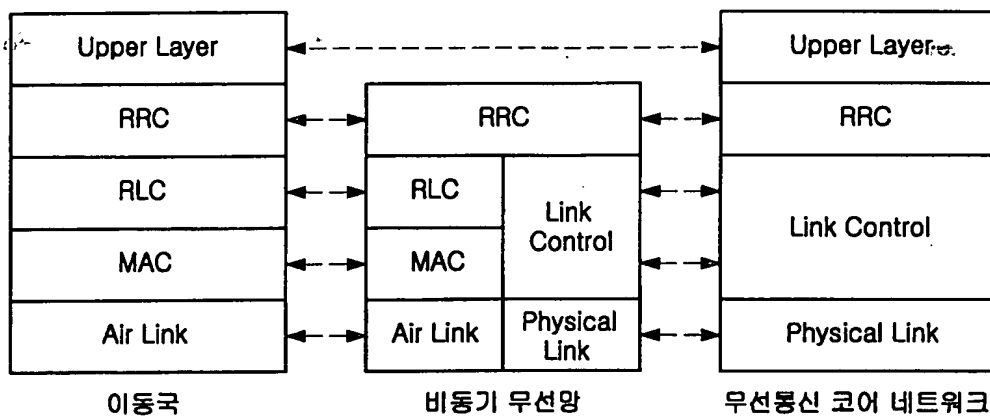 Upper Layer
RRC
RLC
MAC
Air Link
이동국
RRC
RLC
MAC
Air Link
Link
Control
Physical
Link
비동기 무선망
Upper Layer
RRC
Link Control
Physical Link
무선통신 코어 네트워크